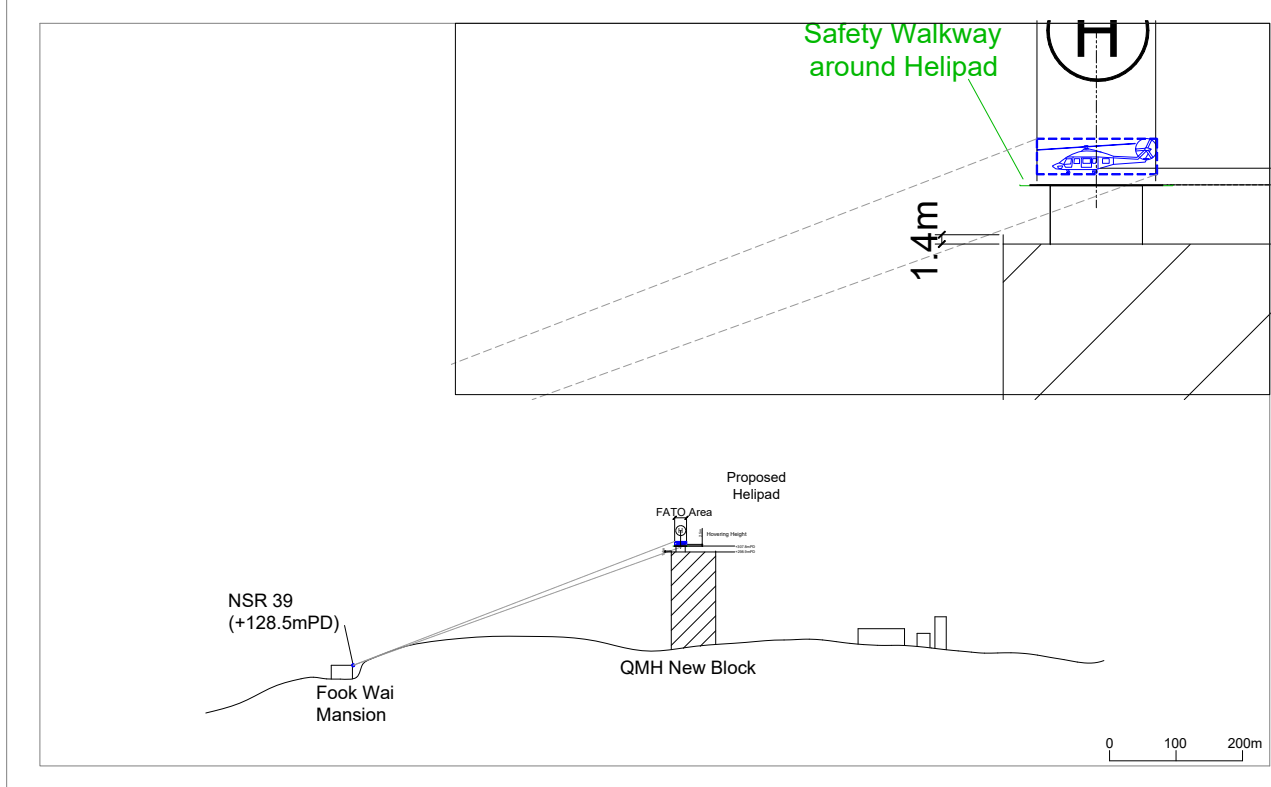 Safety Walkway
around Helipad
H
1.4m
Proposed
Helipad
FATO Area
Hovering Height
NSR 39
(+128.5mPD)
Fook Wai
Mansion
QMH New Block
0 100 200m